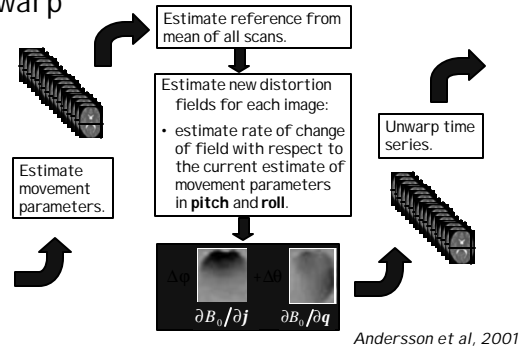 warp
Estimate reference from
mean of all scans.
Estimate new distortion
fields for each image:
• estimate rate of change
of field with respect to
the current estimate of
movement parameters
in pitch and roll.
Estimate
movement
parameters.
Unwarp time
series.
Δφ +Δθ
∂B₀/∂j ∂B₀/∂q
Andersson et al, 2001